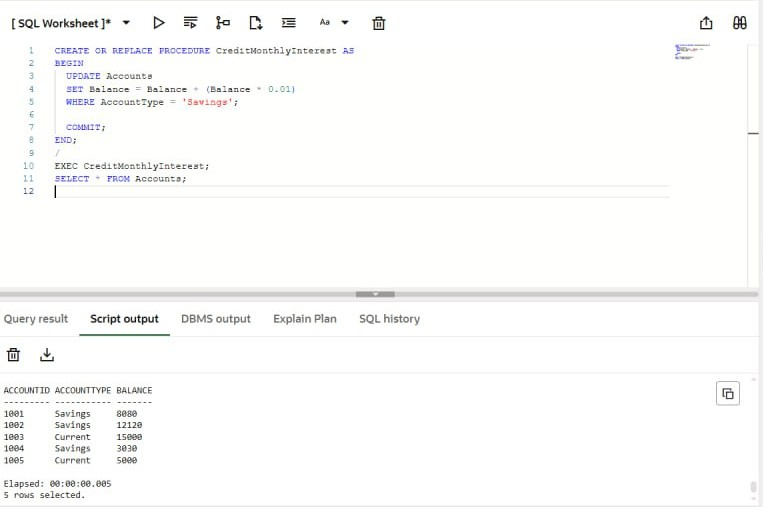 [ SQL Worksheet ]*
Aa
1 CREATE OR REPLACE PROCEDURE CreditMonthlyInterest AS
2 BEGIN
3 UPDATE Accounts
4 SET Balance = Balance + (Balance * 0.01)
5 WHERE AccountType = 'Savings';
6
7 COMMIT;
8 END;
9 /
10 EXEC CreditMonthlyInterest;
11 SELECT * FROM Accounts;
12
Query result Script output DBMS output Explain Plan SQL history
ACCOUNTID ACCOUNTTYPE BALANCE
--------- ----------- -------
1001 Savings 8080
1002 Savings 12120
1003 Current 15000
1004 Savings 3030
1005 Current 5000
Elapsed: 00:00:00.005
5 rows selected.